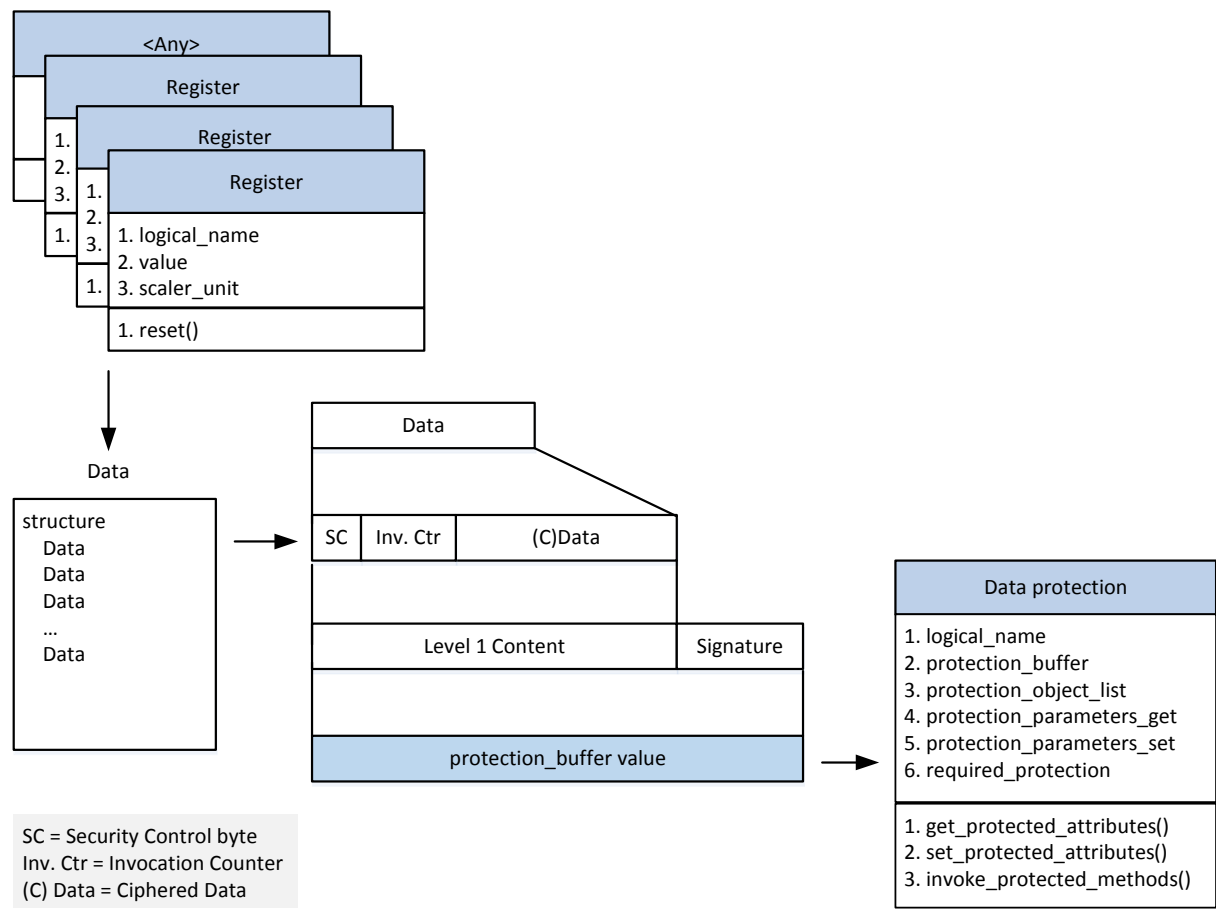 <Any>
Register
1.
2.
3.
1.
Register
1.
2.
3.
1.
Register
1. logical_name
2. value
3. scaler_unit
1. reset()
Data
structure
Data
Data
Data
...
Data
Data
SC Inv. Ctr (C)Data
Level 1 Content Signature
protection_buffer value
Data protection
1. logical_name
2. protection_buffer
3. protection_object_list
4. protection_parameters_get
5. protection_parameters_set
6. required_protection
1. get_protected_attributes()
2. set_protected_attributes()
3. invoke_protected_methods()
SC = Security Control byte
Inv. Ctr = Invocation Counter
(C) Data = Ciphered Data